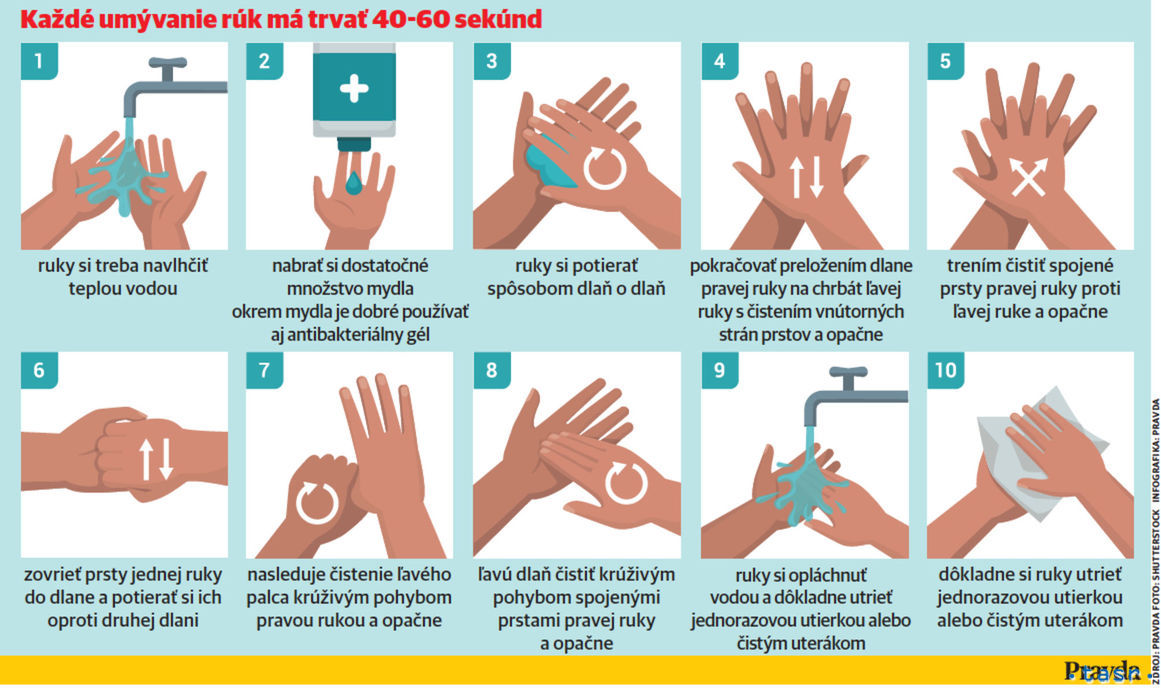 Každé umývanie rúk má trvať 40-60 sekúnd
1
ruky si treba navlhčiť
teplou vodou
2
nabrať si dostatočné
množstvo mydla
okrem mydla je dobré používať
aj antibakteriálny gél
3
ruky si potierať
spôsobom dlaň o dlaň
4
pokračovať preložením dlane
pravej ruky na chrbát ľavej
ruky s čistením vnútorných
strán prstov a opačne
5
trením čistiť spojené
prsty pravej ruky proti
ľavej ruke a opačne
6
zovrieť prsty jednej ruky
do dlane a potierať si ich
oproti druhej dlani
7
nasleduje čistenie ľavého
palca krúživým pohybom
pravou rukou a opačne
8
ľavú dlaň čistiť krúživým
pohybom spojenými
prstami pravej ruky
a opačne
9
ruky si opláchnuť
vodou a dôkladne utrieť
jednorazovou utierkou alebo
čistým uterákom
10
dôkladne si ruky utrieť
jednorazovou utierkou
alebo čistým uterákom
ZDROJ: PRAVDA FOTO: SHUTTERSTOCK INFOGRAFIKA: PRAVDA
Pravda